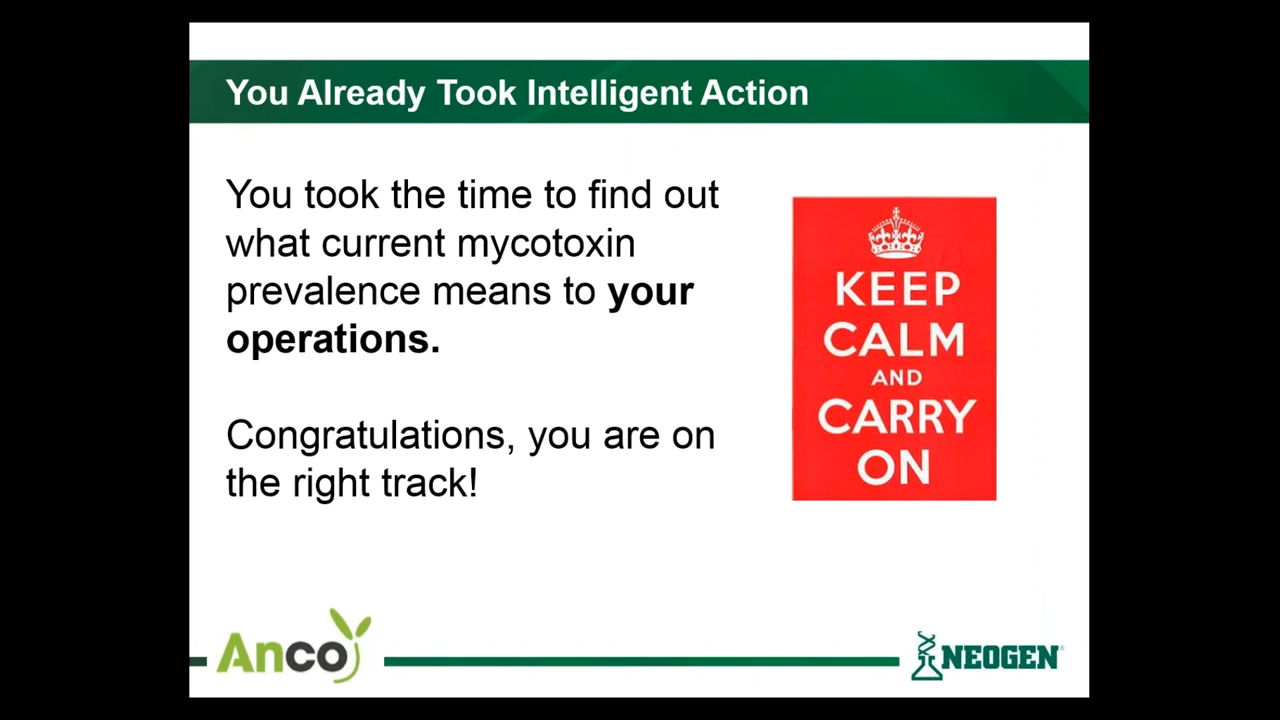 You Already Took Intelligent Action
You took the time to find out
what current mycotoxin
prevalence means to your
operations.
Congratulations, you are on
the right track!
KEEP
CALM
AND
CARRY
ON
Anco
NEOGEN®